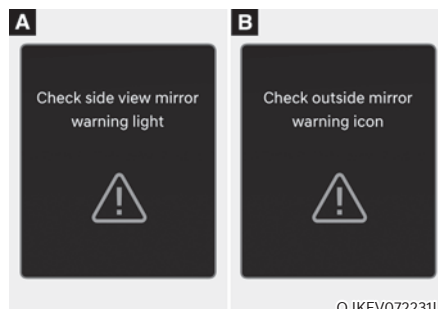 A
Check side view mirror
warning light
B
Check outside mirror
warning icon